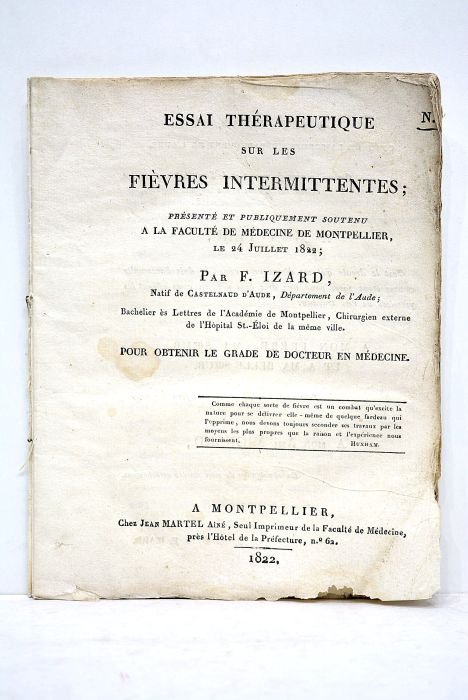 ESSAI THÉRAPEUTIQUE
N.
SUR LES
FIÈVRES INTERMITTENTES;
PRÉSENTÉ ET PUBLIQUEMENT SOUTENU
A LA FACULTÉ DE MÉDECINE DE MONTPELLIER,
LE 24 JUILLET 1822;
PAR F. IZARD,
Natif de CASTELNAUD D'AUDE, Département de l'Aude;
Bachelier ès Lettres de l'Académie de Montpellier, Chirurgien externe
de l'Hôpital St.-Éloi de la même ville.
POUR OBTENIR LE GRADE DE DOCTEUR EN MÉDECINE.
Comme chaque sorte de fièvre est un combat qu'excite la
nature pour se délivrer elle-même de quelque fardeau qui
l'opprime, nous devons toujours seconder ses travaux par les
moyens les plus propres que la raison et l'expérience nous
fournissent. HUXHAM.
A MONTPELLIER,
Chez JEAN MARTEL AINÉ, Seul Imprimeur de la Faculté de Médecine,
près l'Hôtel de la Préfecture, n.º 62.
1822.